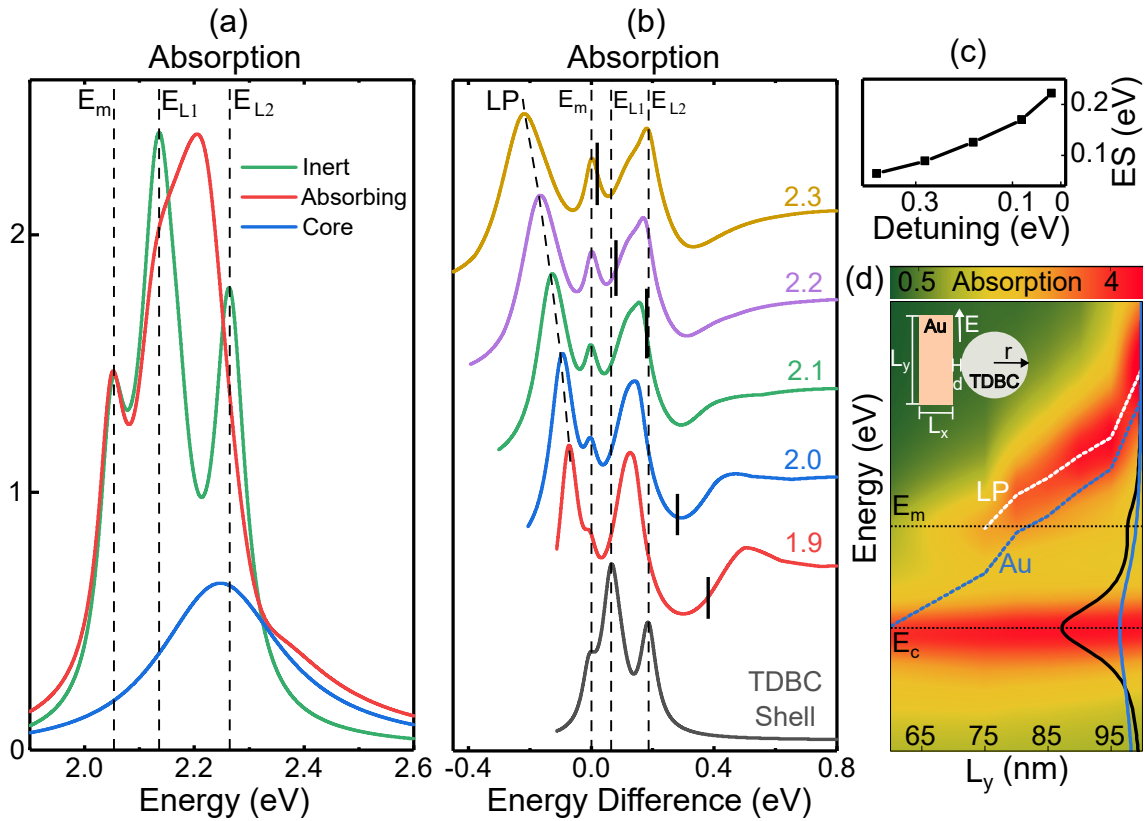 (a)
Absorption
E_m
E_L1
E_L2
Inert
Absorbing
Core
2
1
0
2.0
2.2
2.4
2.6
Energy (eV)
(b)
Absorption
LP
E_m
E_L1
E_L2
2.3
2.2
2.1
2.0
1.9
TDBC
Shell
-0.4
0.0
0.4
0.8
Energy Difference (eV)
(c)
0.2
0.1
ES (eV)
0.3
0.1
0
Detuning (eV)
(d)
0.5
Absorption
4
Au
E
L_y
r
d
TDBC
L_x
LP
E_m
Au
E_c
Energy (eV)
65
75
85
95
L_y (nm)